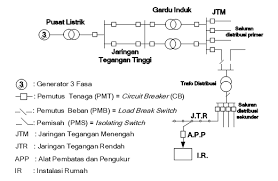 Gardu Induk
JTM
Pusat Listrik
3
Saluran
distribusi primer
Jaringan
Tegangan Tinggi
Trafo Distribusi
3 : Generator 3 Fasa
: Pemutus Tenaga (PMT) = Circuit Breaker (CB)
: Pemutus Beban (PMB) = Load Break Switch
: Pemisah (PMS) = Isolating Switch
Saluran
distribusi
sekunder
J.T.R
A.P.P
I.R.
JTM : Jaringan Tegangan Menengah
JTR : Jaringan Tegangan Rendah
APP : Alat Pembatas dan Pengukur
IR : Instalasi Rumah